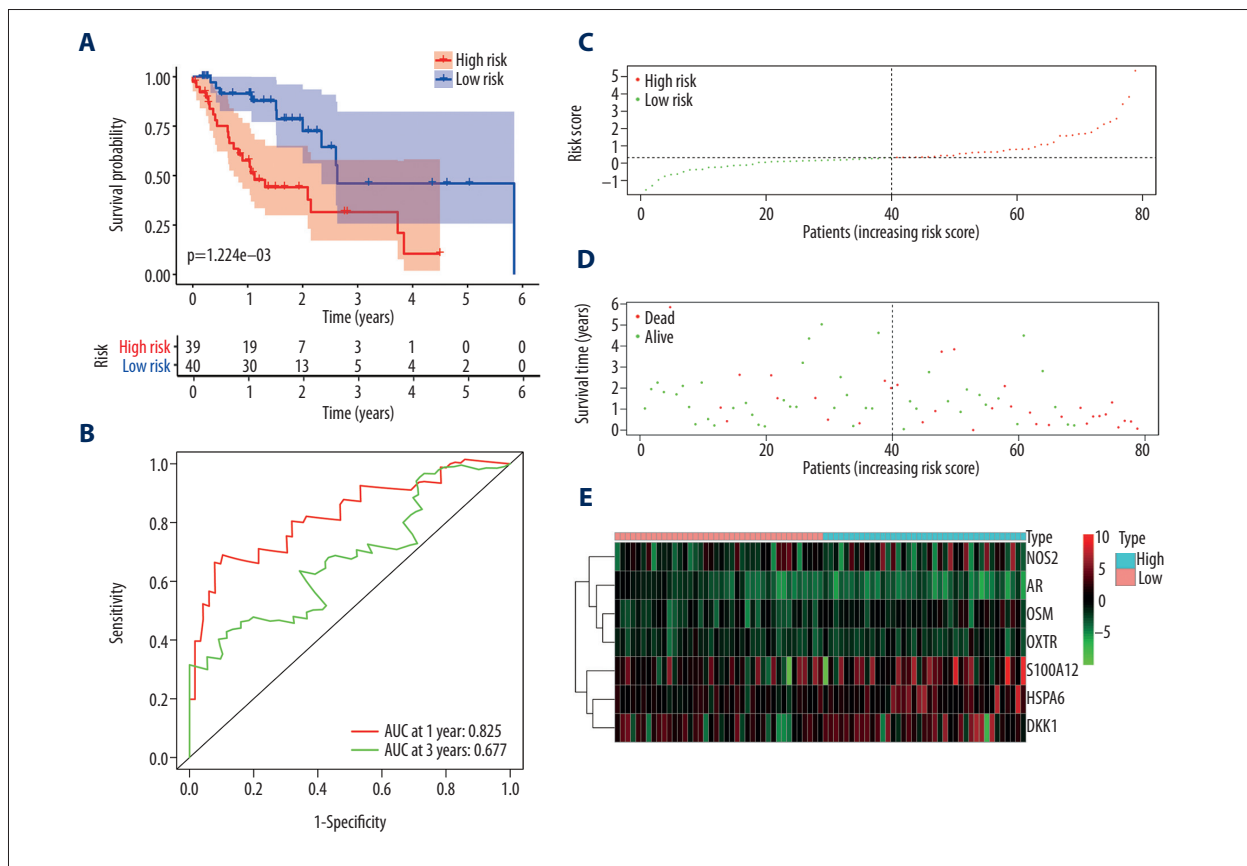 A
High risk
Low risk
1.00
0.75
0.50
0.25
0.00
Survival probability
p=1.224e–03
0 1 2 3 4 5 6
Time (years)
Risk
High risk 39 19 7 3 1 0 0
Low risk 40 30 13 5 4 2 0
0 1 2 3 4 5 6
Time (years)
B
1.0
0.8
0.6
0.4
0.2
0.0
Sensitivity
AUC at 1 year: 0.825
AUC at 3 years: 0.677
0.0 0.2 0.4 0.6 0.8 1.0
1-Specificity
C
High risk
Low risk
5
4
3
2
1
0
–1
Risk score
0 20 40 60 80
Patients (increasing risk score)
D
Dead
Alive
6
5
4
3
2
1
0
Survival time (years)
0 20 40 60 80
Patients (increasing risk score)
E
Type
NOS2
AR
OSM
OXTR
S100A12
HSPA6
DKK1
10
5
0
–5
Type
High
Low